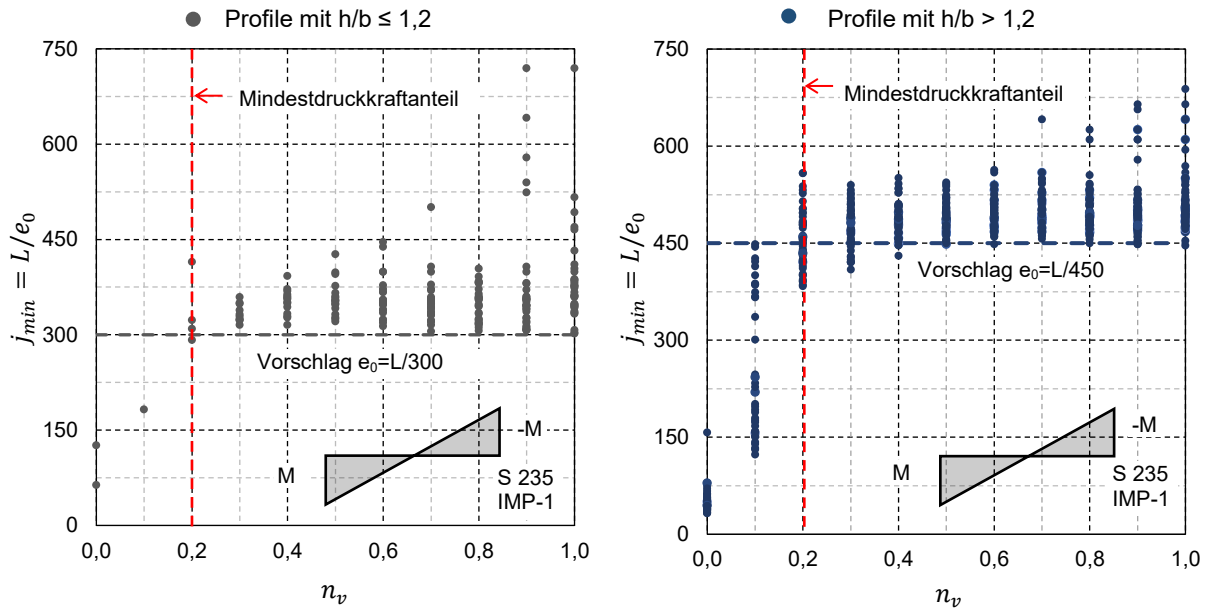 Profile mit h/b ≤ 1,2
750
600
450
300
150
0
j_min = L/e_0
Mindestdruckkraftanteil
Vorschlag e₀=L/300
-M
M
S 235
IMP-1
0,0 0,2 0,4 0,6 0,8 1,0
n_v
Profile mit h/b > 1,2
750
600
450
300
150
0
j_min = L/e_0
Mindestdruckkraftanteil
Vorschlag e₀=L/450
-M
M
S 235
IMP-1
0,0 0,2 0,4 0,6 0,8 1,0
n_v